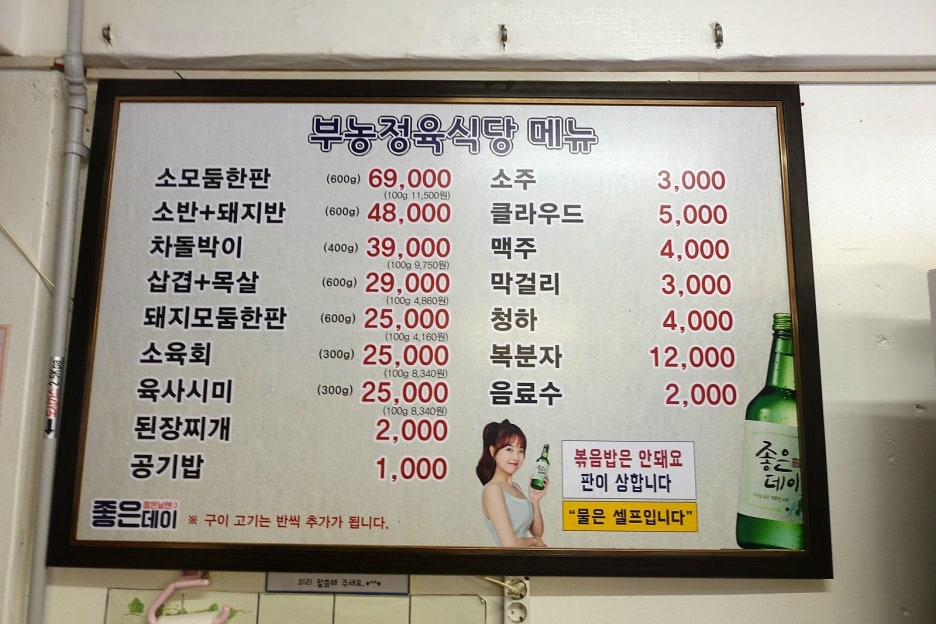 부농정육식당 메뉴
소모둠한판 (600g) 69,000
(100g 11,500원)
소반+돼지반 (600g) 48,000
차돌박이 (400g) 39,000
(100g 9,750원)
삽겹+목살 (600g) 29,000
(100g 4,860원)
돼지모둠한판 (600g) 25,000
(100g 4,160원)
소육회 (300g) 25,000
(100g 8,340원)
육사시미 (300g) 25,000
(100g 8,340원)
된장찌개 2,000
공기밥 1,000
소주 3,000
클라우드 5,000
맥주 4,000
막걸리 3,000
청하 4,000
복분자 12,000
음료수 2,000
볶음밥은 안돼요
판이 상합니다
"물은 셀프입니다"
좋은데이
※ 구이 고기는 반씩 추가가 됩니다.
좋은
데이
미리 말씀해 주세요.